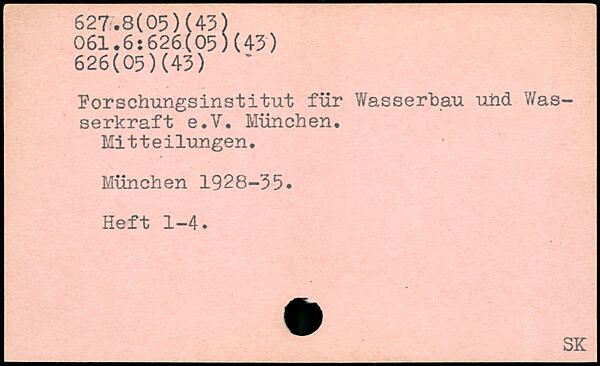 627.8(05)(43)
061.6:626(05)(43)
626(05)(43)
Forschungsinstitut für Wasserbau und Was-
serkraft e.V. München.
Mitteilungen.
München 1928-35.
Heft 1-4.
SK